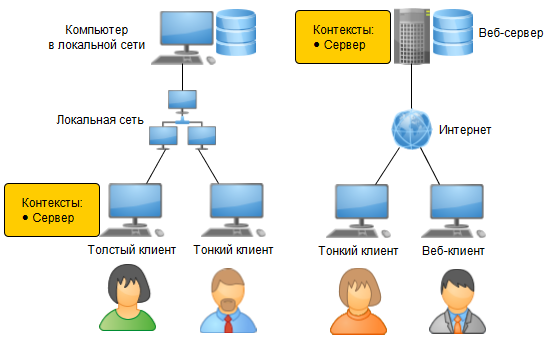 Компьютер
в локальной сети
Контексты:
• Сервер
Веб-сервер
Локальная сеть
Интернет
Контексты:
• Сервер
Толстый клиент
Тонкий клиент
Тонкий клиент
Веб-клиент